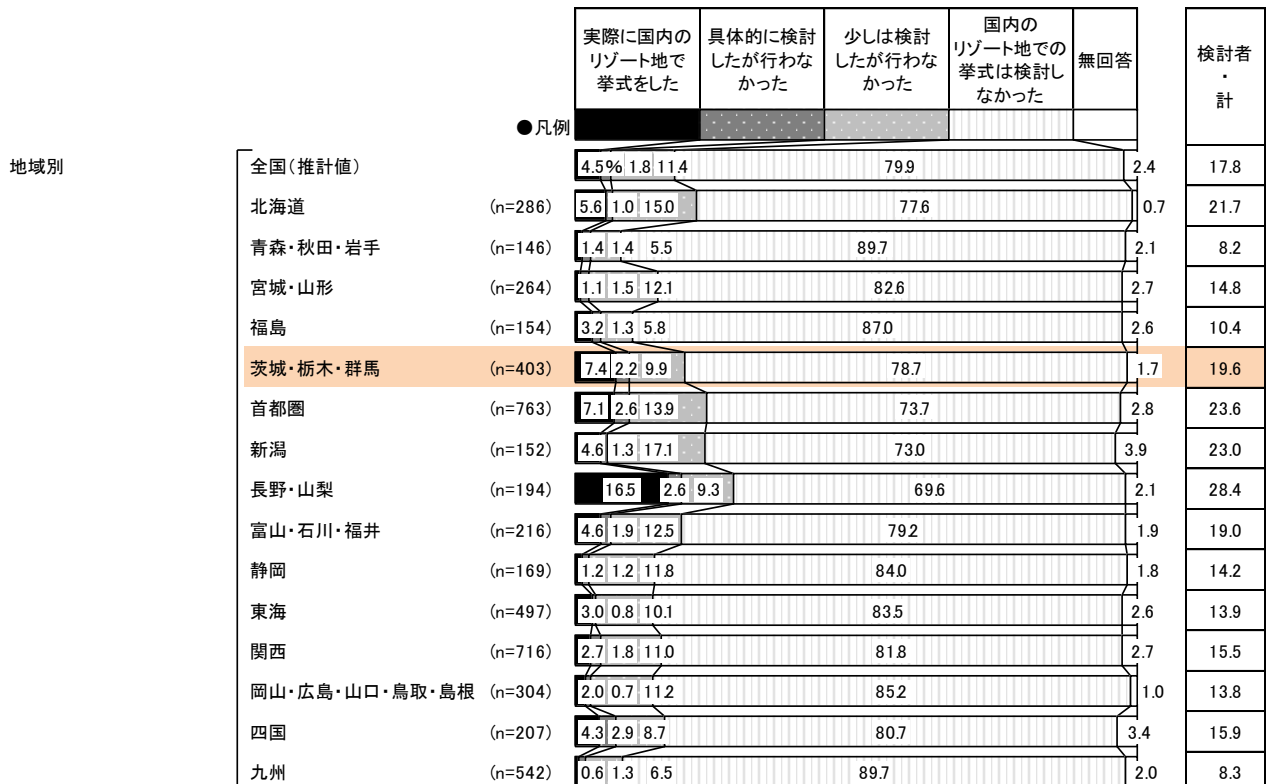 実際に国内の
リゾート地で
挙式をした
具体的に検討
したが行わな
かった
少しは検討
したが行わな
かった
国内の
リゾート地での
挙式は検討し
なかった
無回答
検討者
・
計
●凡例
地域別
全国(推計値) 4.5% 1.8 11.4 79.9 2.4 17.8
北海道 (n=286) 5.6 1.0 15.0 77.6 0.7 21.7
青森・秋田・岩手 (n=146) 1.4 1.4 5.5 89.7 2.1 8.2
宮城・山形 (n=264) 1.1 1.5 12.1 82.6 2.7 14.8
福島 (n=154) 3.2 1.3 5.8 87.0 2.6 10.4
茨城・栃木・群馬 (n=403) 7.4 2.2 9.9 78.7 1.7 19.6
首都圏 (n=763) 7.1 2.6 13.9 73.7 2.8 23.6
新潟 (n=152) 4.6 1.3 17.1 73.0 3.9 23.0
長野・山梨 (n=194) 16.5 2.6 9.3 69.6 2.1 28.4
富山・石川・福井 (n=216) 4.6 1.9 12.5 79.2 1.9 19.0
静岡 (n=169) 1.2 1.2 11.8 84.0 1.8 14.2
東海 (n=497) 3.0 0.8 10.1 83.5 2.6 13.9
関西 (n=716) 2.7 1.8 11.0 81.8 2.7 15.5
岡山・広島・山口・鳥取・島根 (n=304) 2.0 0.7 11.2 85.2 1.0 13.8
四国 (n=207) 4.3 2.9 8.7 80.7 3.4 15.9
九州 (n=542) 0.6 1.3 6.5 89.7 2.0 8.3